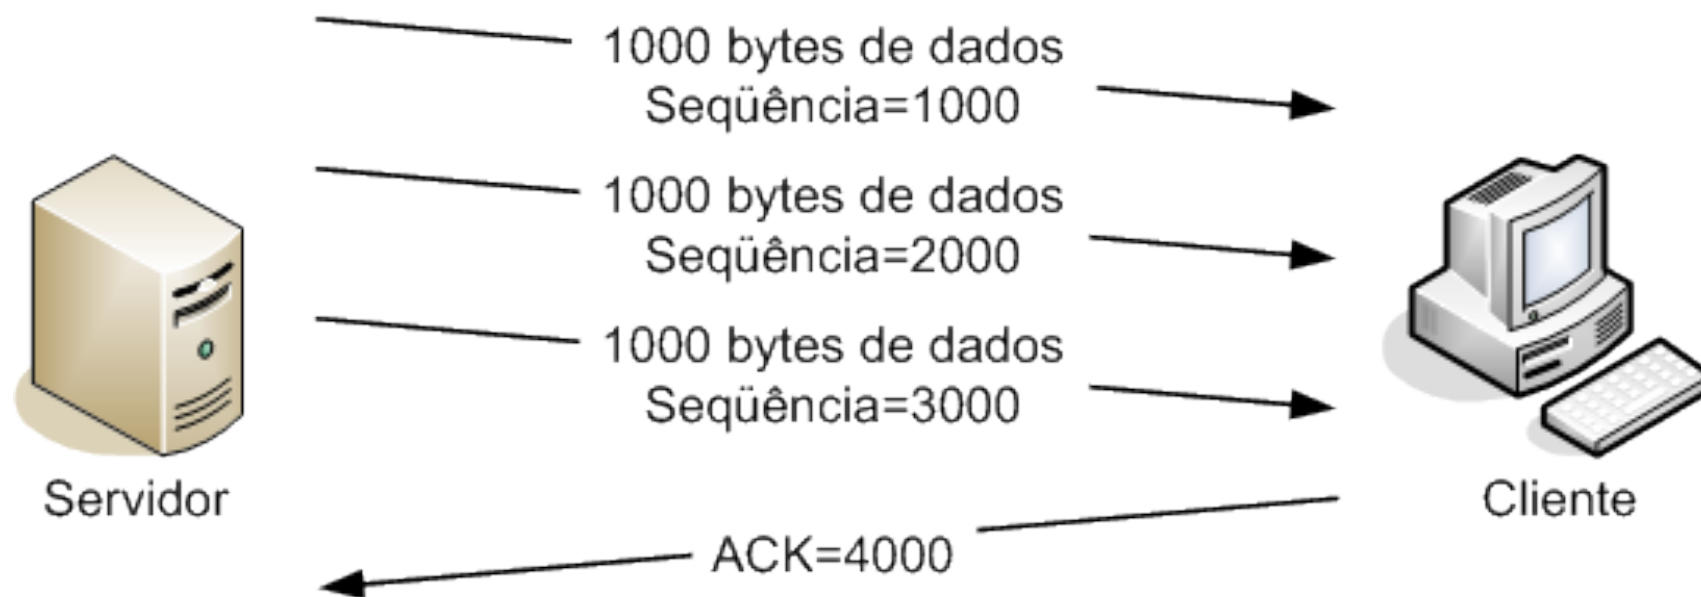 1000 bytes de dados
Seqüência=1000
1000 bytes de dados
Seqüência=2000
1000 bytes de dados
Seqüência=3000
Servidor
Cliente
ACK=4000